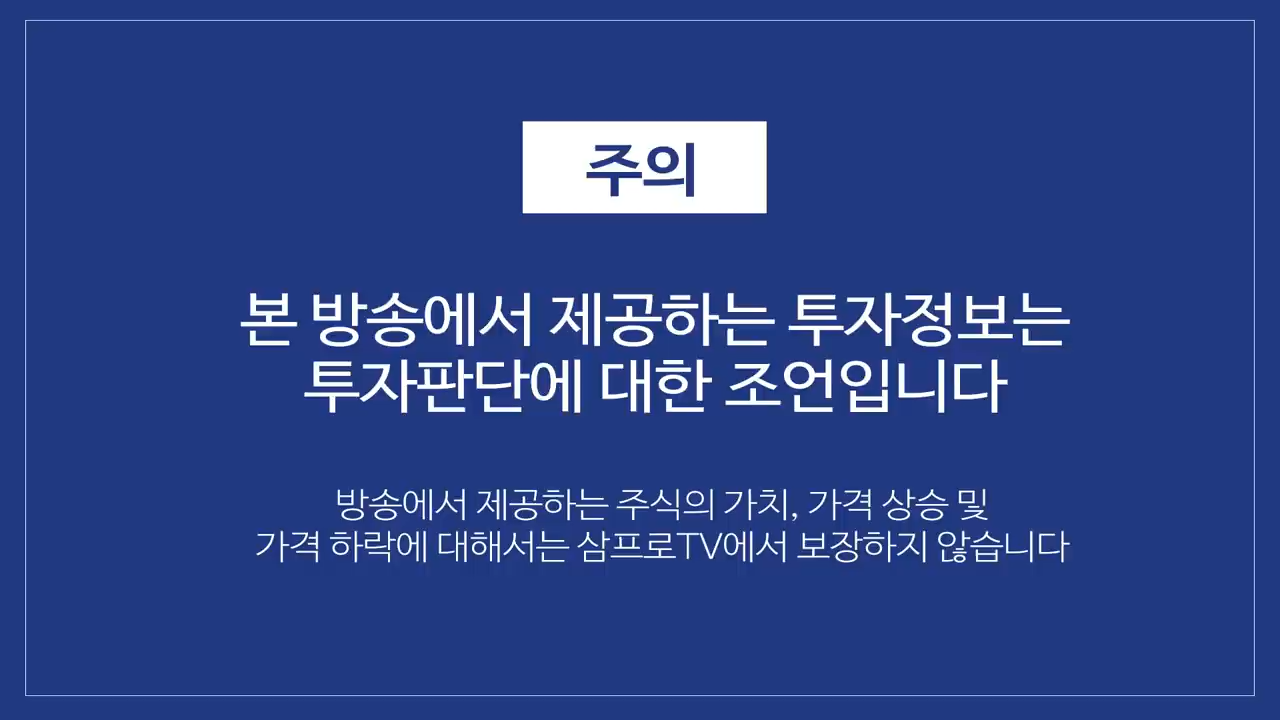 주의
본 방송에서 제공하는 투자정보는
투자판단에 대한 조언입니다
방송에서 제공하는 주식의 가치, 가격 상승 및
가격 하락에 대해서는 삼프로TV에서 보장하지 않습니다